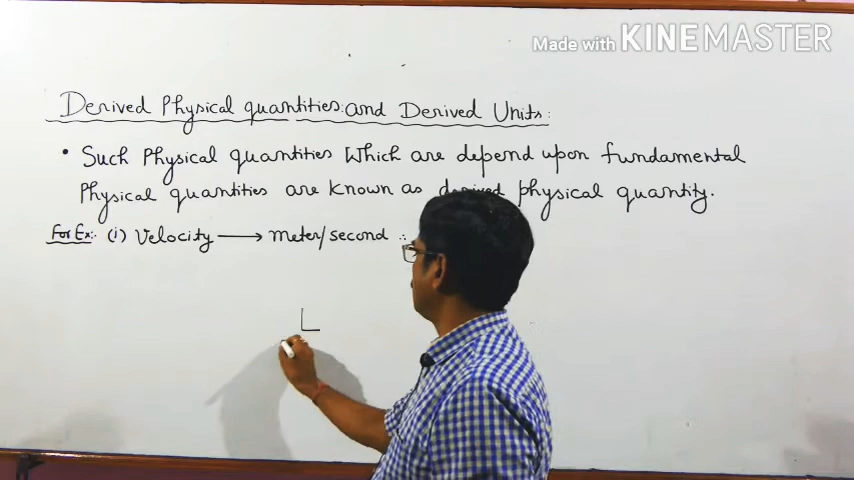 Made with KINEMASTER
Derived Physical quantities: and Derived Units:
• Such Physical quantities Which are depend upon fundamental
Physical quantities are known as derived physical quantity.
For Ex:- (i) Velocity ⟶ meter/second ∴
L